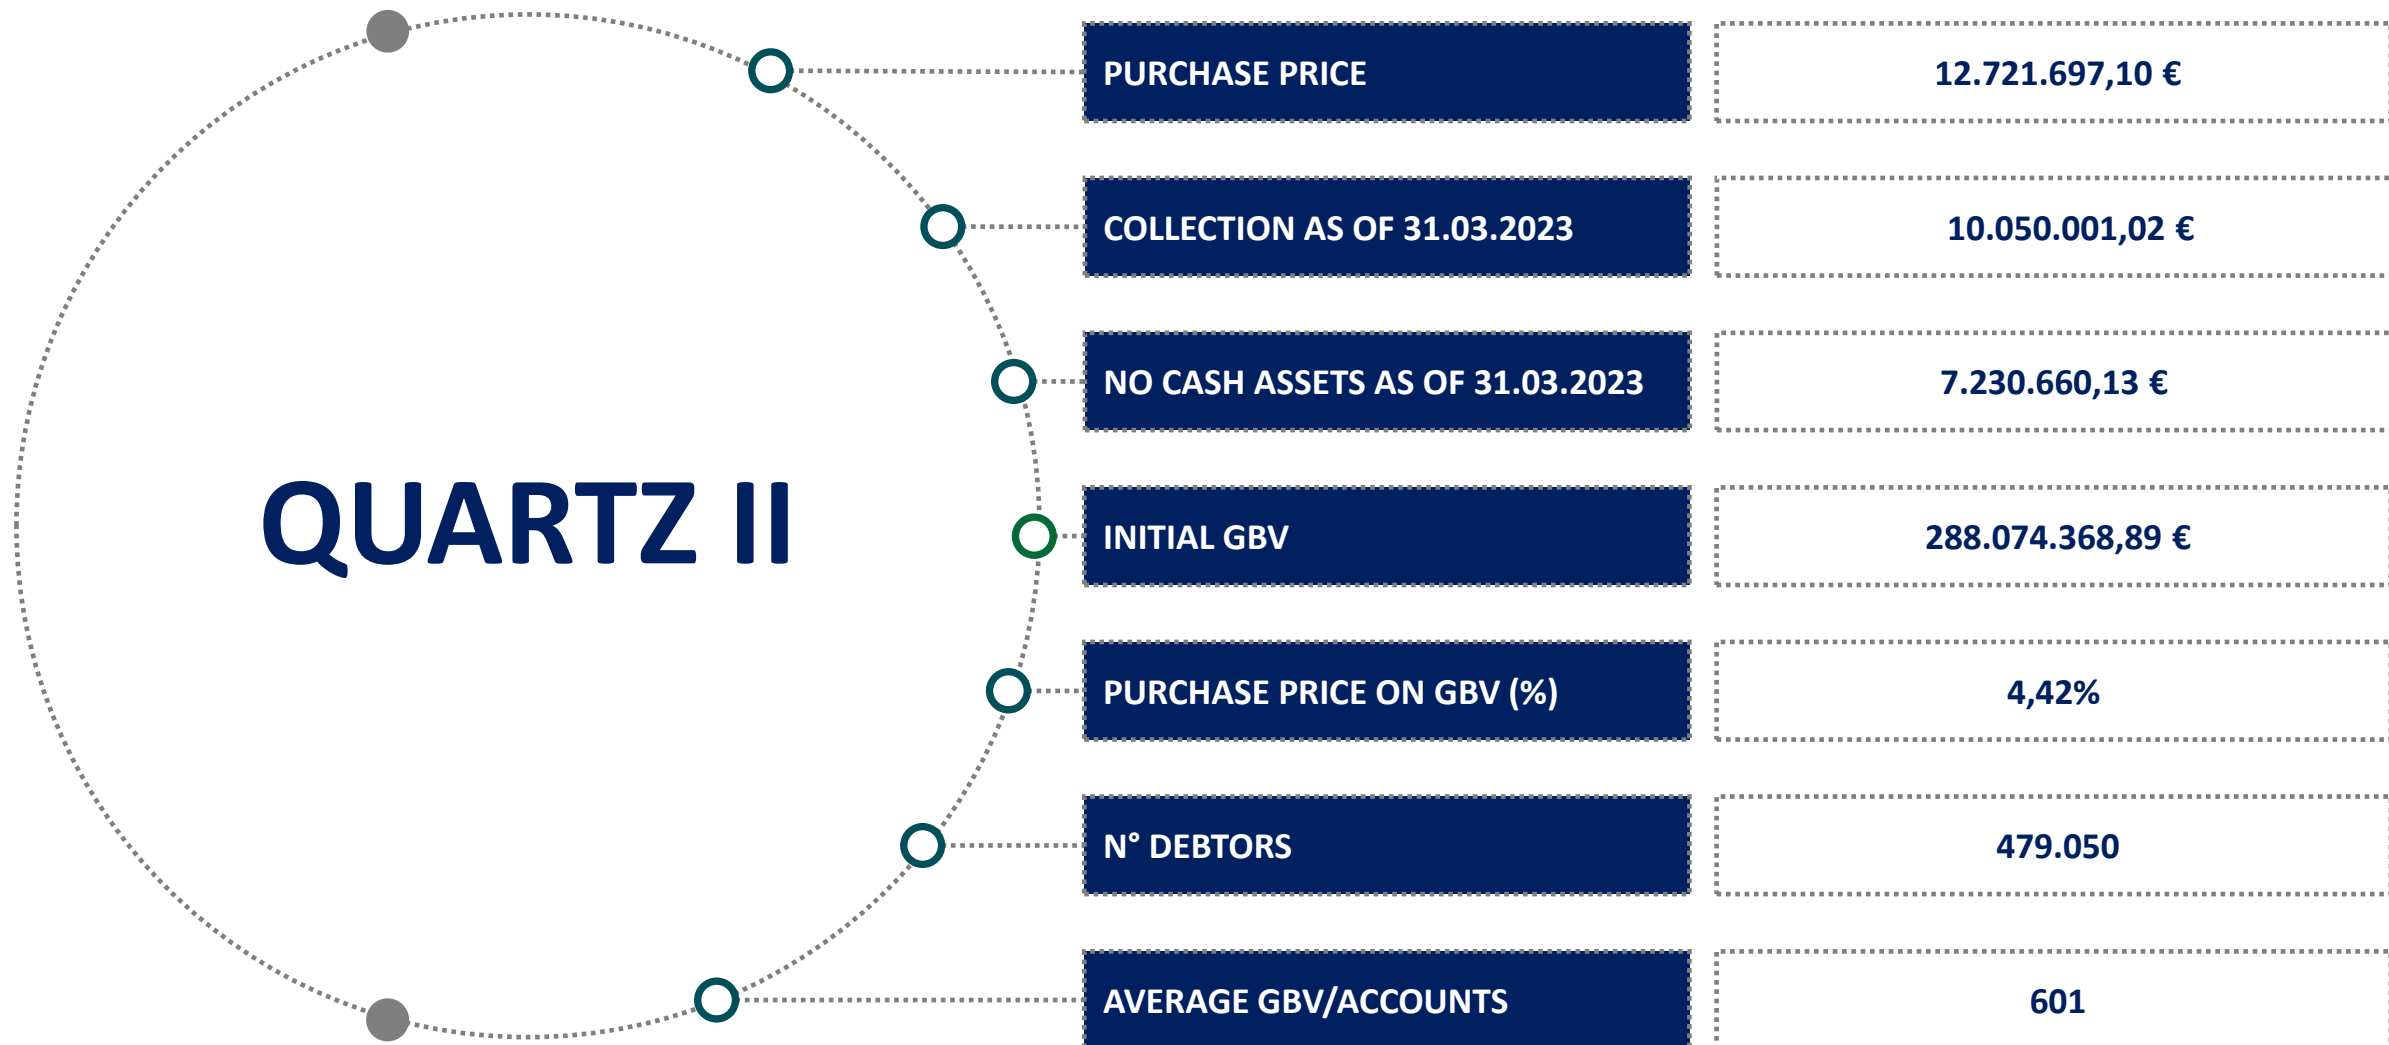 QUARTZ II
PURCHASE PRICE
12.721.697,10 €
COLLECTION AS OF 31.03.2023
10.050.001,02 €
NO CASH ASSETS AS OF 31.03.2023
7.230.660,13 €
INITIAL GBV
288.074.368,89 €
PURCHASE PRICE ON GBV (%)
4,42%
N° DEBTORS
479.050
AVERAGE GBV/ACCOUNTS
601